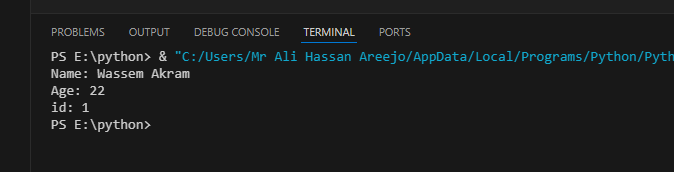 PROBLEMS OUTPUT DEBUG CONSOLE TERMINAL PORTS
PS E:\python> & "C:/Users/Mr Ali Hassan Areejo/AppData/Local/Programs/Python/Pyth
Name: Wassem Akram
Age: 22
id: 1
PS E:\python>